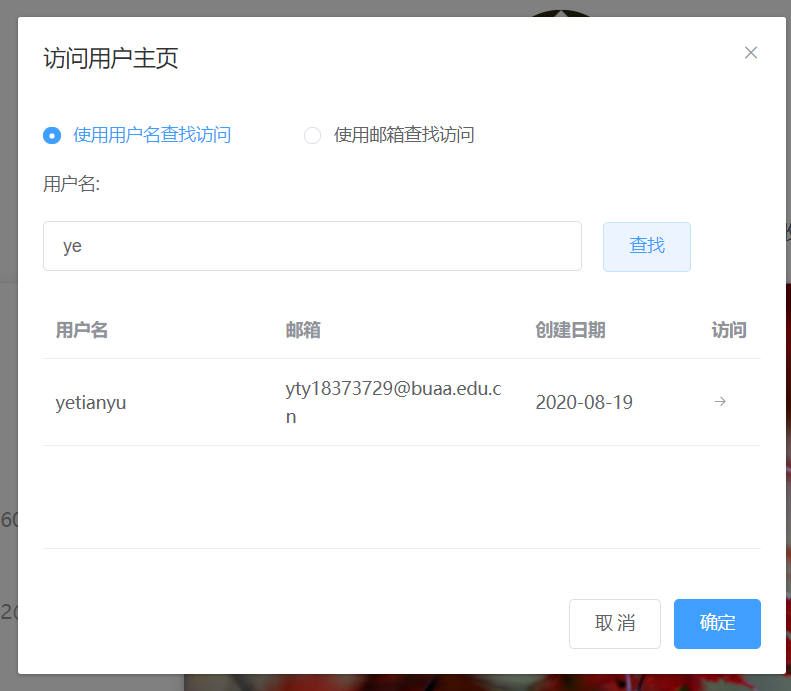 访问用户主页
使用用户名查找访问 使用邮箱查找访问
用户名:
ye 查找
用户名 邮箱 创建日期 访问
yetianyu yty18373729@buaa.edu.c 2020-08-19
n
取消 确定